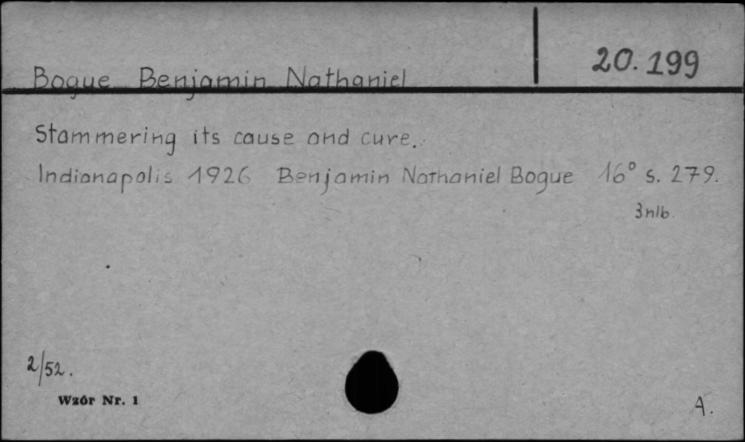 20.199
Bogue Benjamin Nathaniel
Stammering its cause and cure.
Indianapolis 1926 Benjamin Nathaniel Bogue 16° s. 279.
3nlb.
2/52.
Wzór Nr. 1
A.